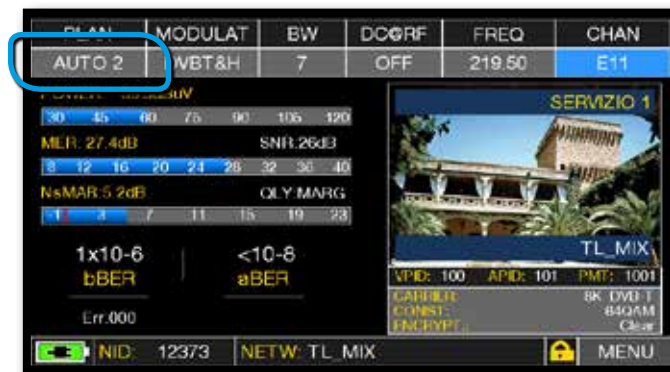 PLAN MODULAT BW DC@RF FREQ CHAN
AUTO 2 DVBT&H 7 OFF 219.50 E11
POWER:
30 45 60 75 90 105 120
MER: 27.4dB SNR:26dB
8 12 16 20 24 28 32 36 40
NsMAR:5.2dB QLY:MARG
-1 3 7 11 15 19 23
1x10-6 <10-8
bBER aBER
Err.000
SERVIZIO 1
TL_MIX
VPID: 100 APID: 101 PMT: 1001
CARRIER: 8K DVB-T
CONST.: 64QAM
ENCRYPT.: Clear
NID: 12373 NETW: TL_MIX MENU